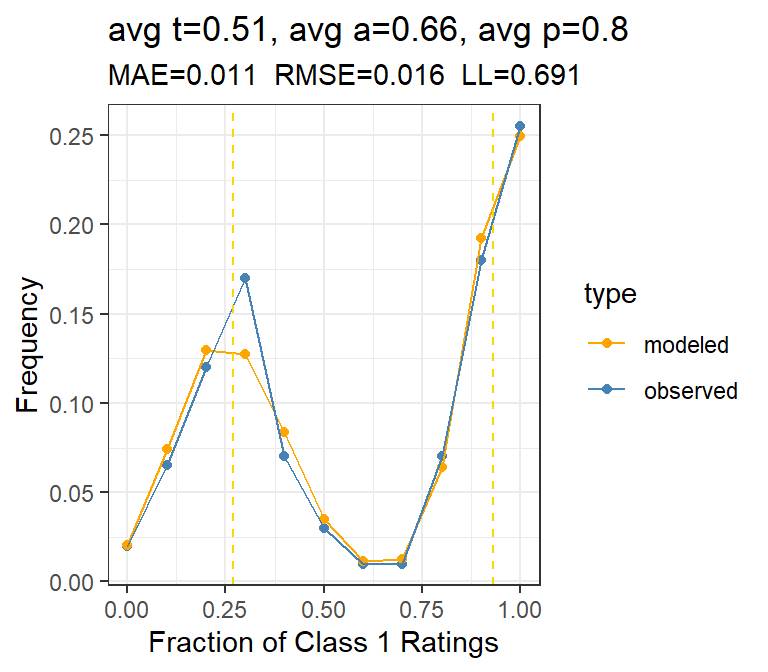 avg t=0.51, avg a=0.66, avg p=0.8
MAE=0.011 RMSE=0.016 LL=0.691
0.25
0.20
0.15
0.10
0.05
0.00
Frequency
0.00 0.25 0.50 0.75 1.00
Fraction of Class 1 Ratings
type
modeled
observed